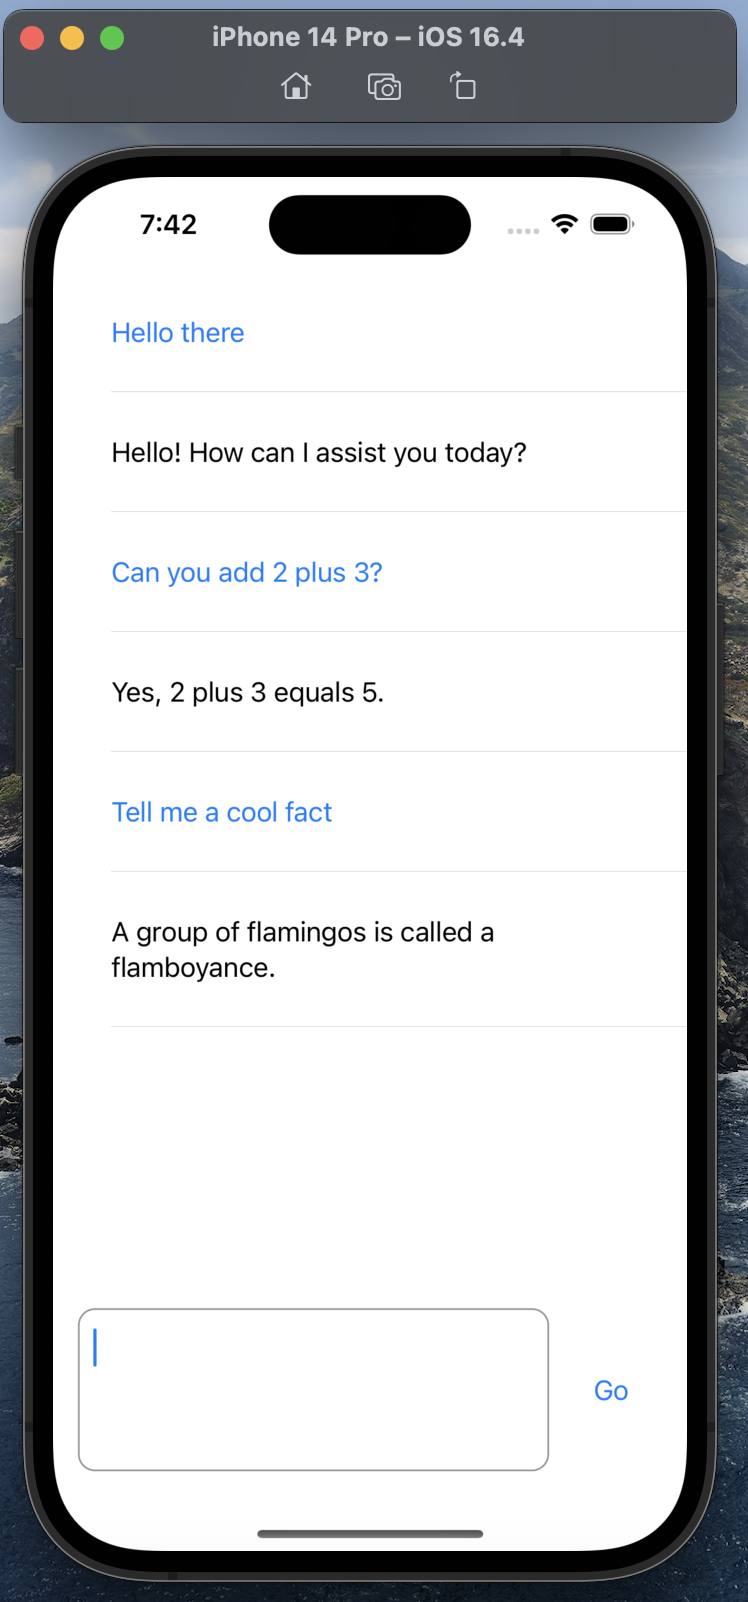 iPhone 14 Pro – iOS 16.4
7:42
Hello there
Hello! How can I assist you today?
Can you add 2 plus 3?
Yes, 2 plus 3 equals 5.
Tell me a cool fact
A group of flamingos is called a
flamboyance.
Go